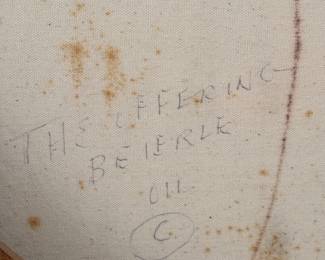 THE OFFERING
BEIERLE
OIL
C